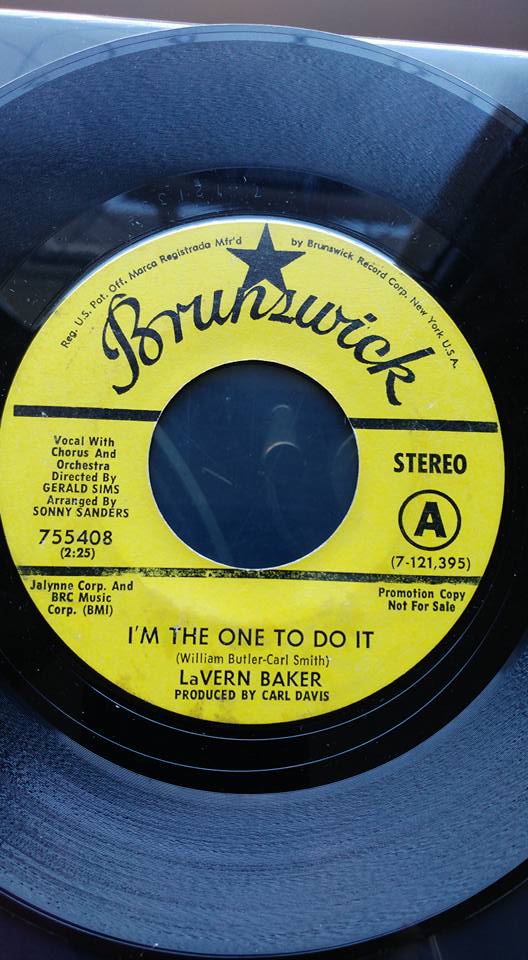 Reg. U.S. Pat. Off. Marca Registrada Mfr'd by Brunswick Record Corp. New York U.S.A.
Brunswick
Vocal With
Chorus And
Orchestra
Directed By
GERALD SIMS
Arranged By
SONNY SANDERS
755408
(2:25)
STEREO
A
(7-121,395)
Jalynne Corp. And
BRC Music
Corp. (BMI)
Promotion Copy
Not For Sale
I'M THE ONE TO DO IT
(William Butler-Carl Smith)
LaVERN BAKER
PRODUCED BY CARL DAVIS